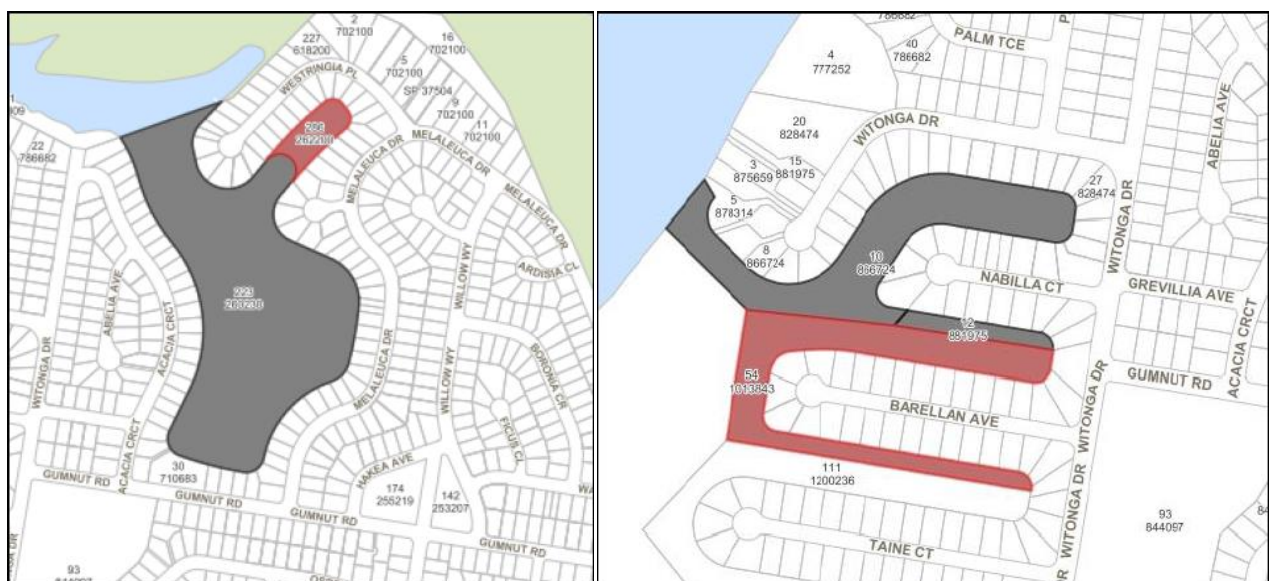 2
702100
227
618200
16
702100
5
702100
SP 37504
9
702100
11
702100
WESTRINGIA PL
262200
MELALEUCA DR
MELALEUCA DR
MELALEUCA DR
22
786682
223
ARDISIA CL
WILLOW WY
ABELIA AVE
ACACIA CRCT
WITONGA DR
MELALEUCA DR
WILLOW WY
BORONIA CR
FICUS CL
ACACIA CRCT
30
710683
HAKEA AVE
174
255219
142
253207
GUMNUT RD
GUMNUT RD
GUMNUT RD
GUMNUT RD
93
786682
40
786682
PALM TCE
4
777252
20
828474
WITONGA DR
ABELIA AVE
3
875659
15
881975
5
878314
27
828474
8
866724
10
866724
WITONGA DR
NABILLA CT
GREVILLIA AVE
ACACIA CRCT
12
881975
54
1013843
GUMNUT RD
WITONGA DR
BARELLAN AVE
111
1200236
WITONGA DR
93
844097
TAINE CT